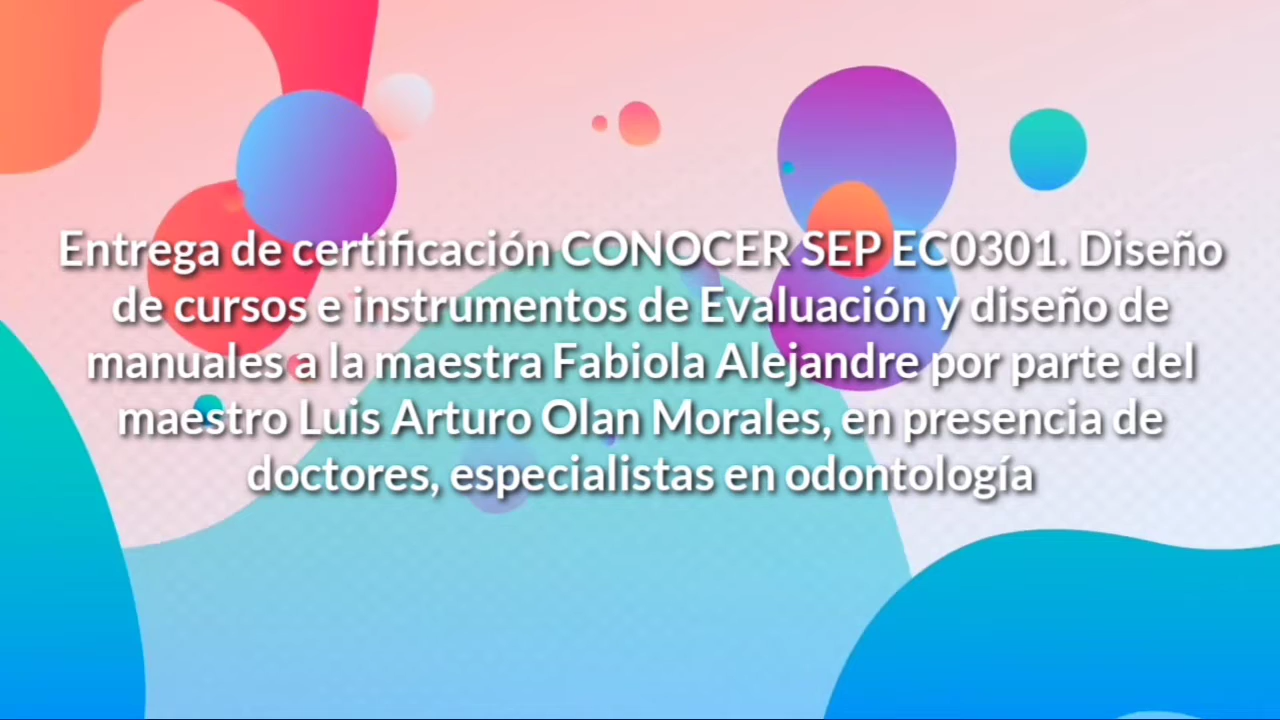 Entrega de certificación CONOCER SEP EC0301. Diseño
de cursos e instrumentos de Evaluación y diseño de
manuales a la maestra Fabiola Alejandre por parte del
maestro Luis Arturo Olan Morales, en presencia de
doctores, especialistas en odontología